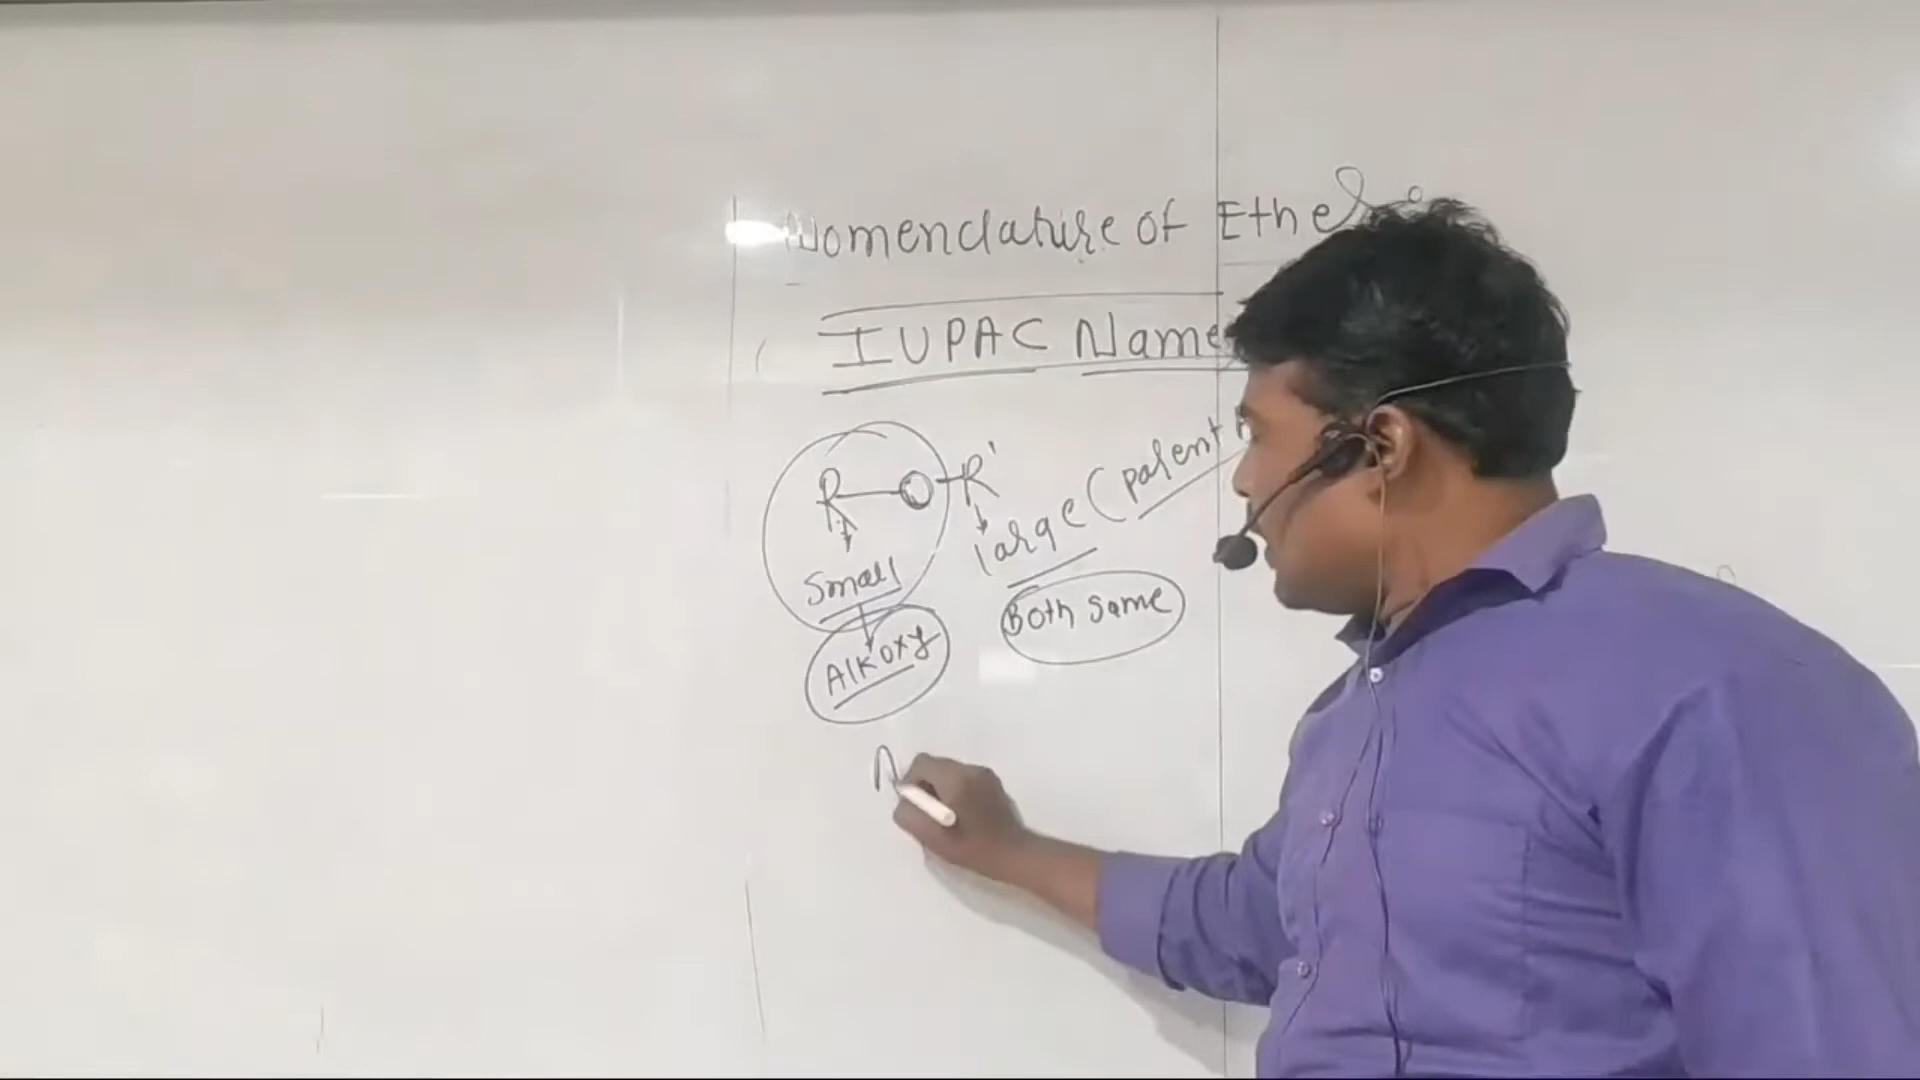 Nomenclature of Ether
IUPAC Name
R—O—R'
Small
large (parent
Both same
Alkoxy